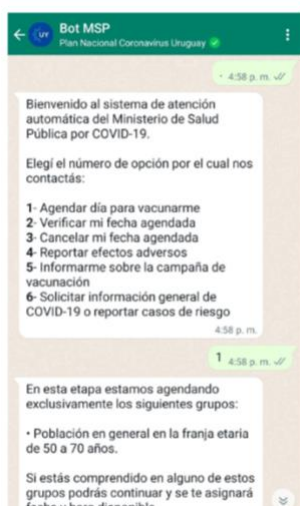 Bot MSP
UY
Plan Nacional Coronavirus Uruguay
4:58 p. m.
Bienvenido al sistema de atención
automática del Ministerio de Salud
Pública por COVID-19.
Elegí el número de opción por el cual nos
contactás:
1- Agendar día para vacunarme
2- Verificar mi fecha agendada
3- Cancelar mi fecha agendada
4- Reportar efectos adversos
5- Informarme sobre la campaña de
vacunación
6- Solicitar información general de
COVID-19 o reportar casos de riesgo
4:58 p. m.
1 4:58 p. m.
En esta etapa estamos agendando
exclusivamente los siguientes grupos:
• Población en general en la franja etaria
de 50 a 70 años.
Si estás comprendido en alguno de estos
grupos podrás continuar y se te asignará
fecha y hora disponible